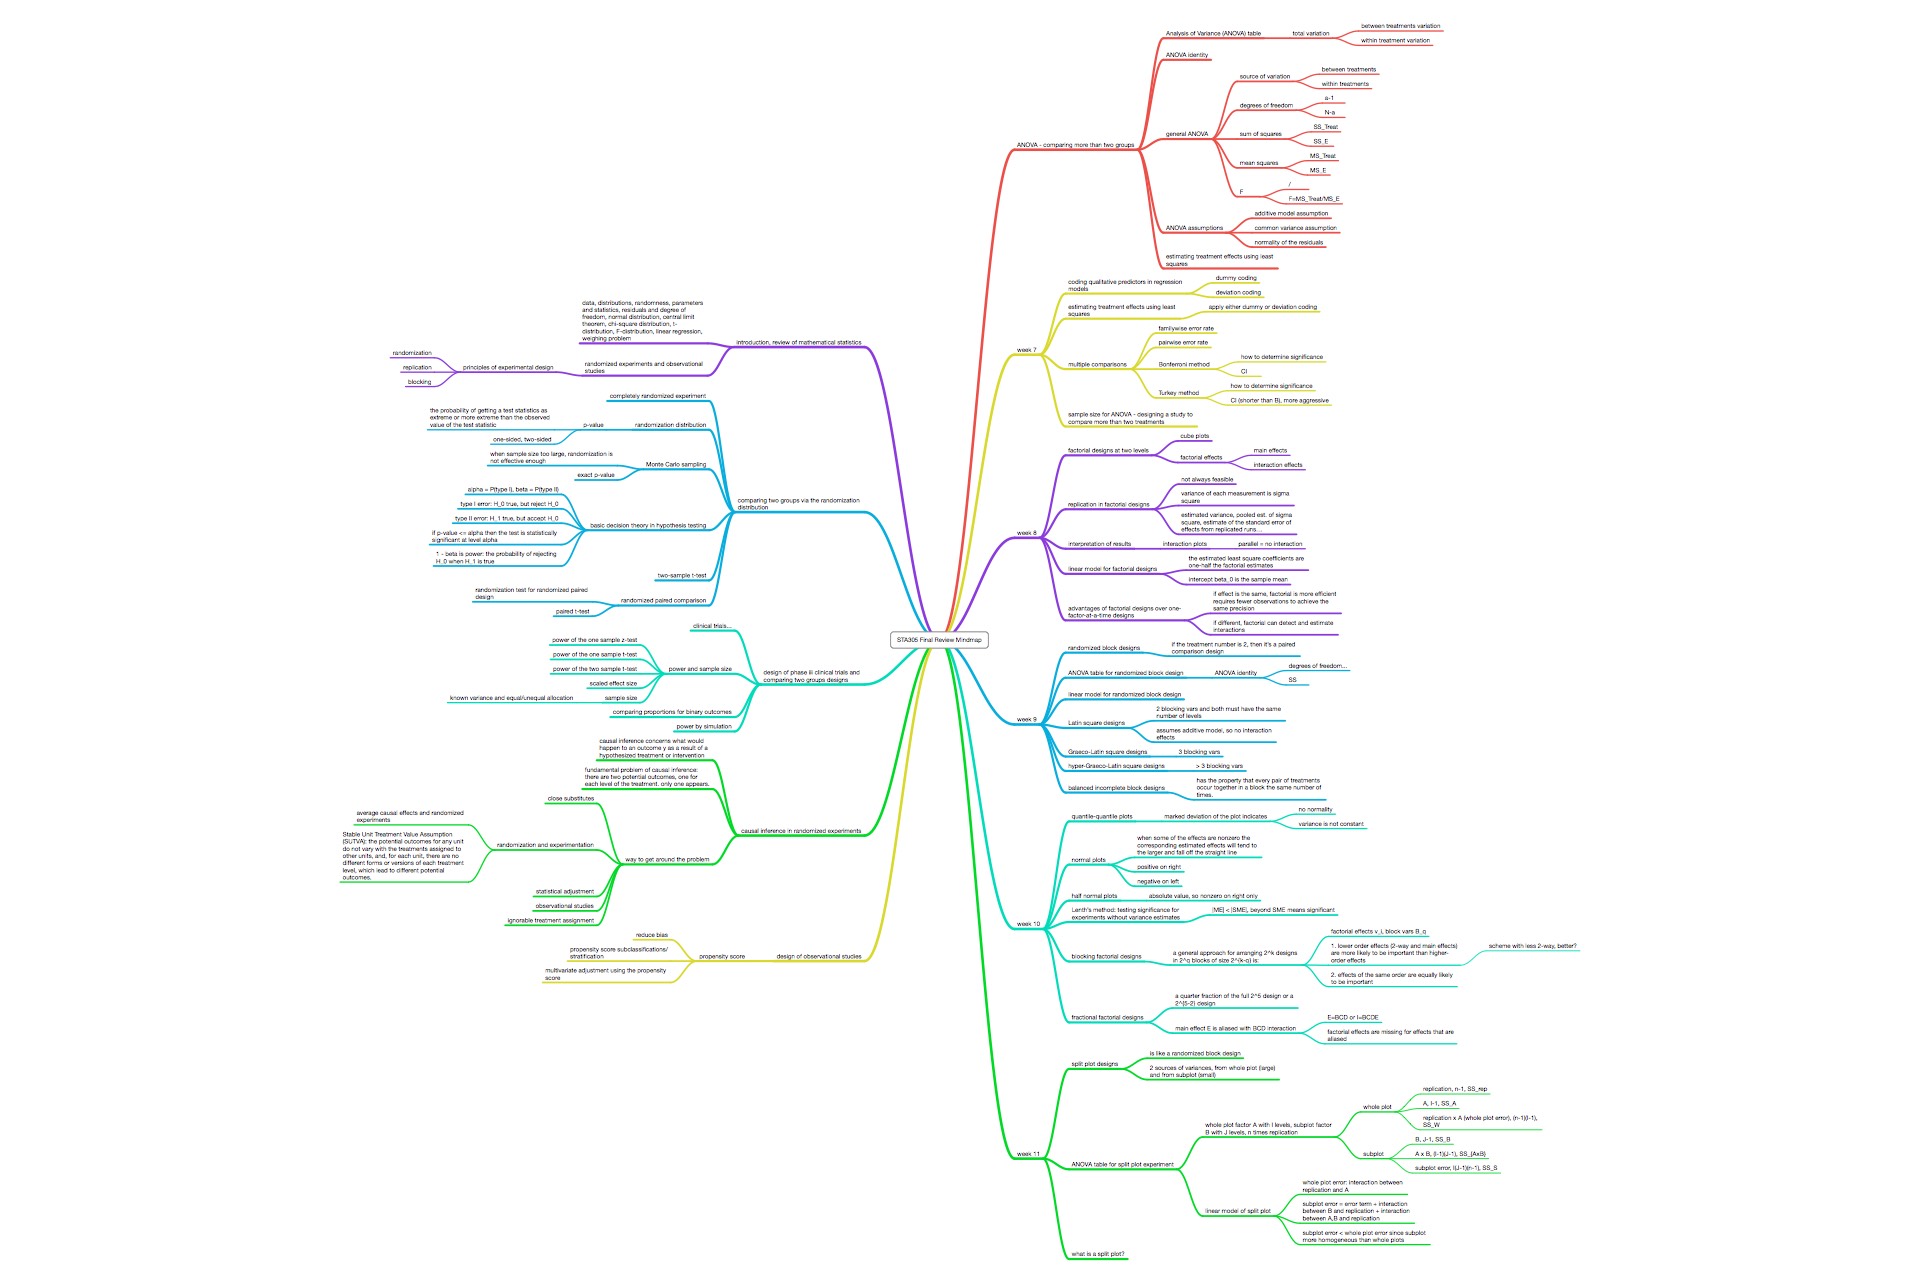 STA305 Final Review Mindmap
introduction, review of mathematical statistics
data, distributions, randomness, parameters
and statistics, residuals and degree of
freedom, normal distribution, central limit
theorem, chi-square distribution, t-
distribution, F-distribution, linear regression,
weighing problem
randomized experiments and observational
studies
principles of experimental design
randomization
replication
blocking
comparing two groups via the randomization
distribution
completely randomized experiment
randomization distribution
p-value
the probability of getting a test statistics as
extreme or more extreme than the observed
value of the test statistic
one-sided, two-sided
Monte Carlo sampling
when sample size too large, randomization is
not effective enough
exact p-value
basic decision theory in hypothesis testing
alpha = P(type I), beta = P(type II)
type I error: H_0 true, but reject H_0
type II error: H_1 true, but accept H_0
if p-value <= alpha then the test is statistically
significant at level alpha
1 - beta is power: the probability of rejecting
H_0 when H_1 is true
two-sample t-test
randomized paired comparison
randomization test for randomized paired
design
paired t-test
design of phase iii clinical trials and
comparing two groups designs
clinical trials...
power and sample size
power of the one sample z-test
power of the one sample t-test
power of the two sample t-test
scaled effect size
sample size
known variance and equal/unequal allocation
comparing proportions for binary outcomes
power by simulation
causal inference in randomized experiments
causal inference concerns what would
happen to an outcome y as a result of a
hypothesized treatment or intervention
fundamental problem of causal inference:
there are two potential outcomes, one for
each level of the treatment. only one appears.
way to get around the problem
close substitutes
randomization and experimentation
average causal effects and randomized
experiments
Stable Unit Treatment Value Assumption
(SUTVA): the potential outcomes for any unit
do not vary with the treatments assigned to
other units, and, for each unit, there are no
different forms or versions of each treatment
level, which lead to different potential
outcomes.
statistical adjustment
observational studies
ignorable treatment assignment
design of observational studies
propensity score
reduce bias
propensity score subclassifications/
stratification
multivariate adjustment using the propensity
score
ANOVA - comparing more than two groups
Analysis of Variance (ANOVA) table
total variation
between treatments variation
within treatment variation
ANOVA identity
general ANOVA
source of variation
between treatments
within treatments
degrees of freedom
a-1
N-a
sum of squares
SS_Treat
SS_E
mean squares
MS_Treat
MS_E
F
/
F=MS_Treat/MS_E
ANOVA assumptions
additive model assumption
common variance assumption
normality of the residuals
estimating treatment effects using least
squares
week 7
coding qualitative predictors in regression
models
dummy coding
deviation coding
estimating treatment effects using least
squares
apply either dummy or deviation coding
multiple comparisons
familywise error rate
pairwise error rate
Bonferroni method
how to determine significance
CI
Turkey method
how to determine significance
CI (shorter than B), more aggressive
sample size for ANOVA - designing a study to
compare more than two treatments
week 8
factorial designs at two levels
cube plots
factorial effects
main effects
interaction effects
replication in factorial designs
not always feasible
variance of each measurement is sigma
square
estimated variance, pooled est. of sigma
square, estimate of the standard error of
effects from replicated runs...
interpretation of results
interaction plots
parallel = no interaction
linear model for factorial designs
the estimated least square coefficients are
one-half the factorial estimates
intercept beta_0 is the sample mean
advantages of factorial designs over one-
factor-at-a-time designs
if effect is the same, factorial is more efficient
requires fewer observations to achieve the
same precision
if different, factorial can detect and estimate
interactions
week 9
randomized block designs
if the treatment number is 2, then it's a paired
comparison design
ANOVA table for randomized block design
ANOVA identity
degrees of freedom...
SS
linear model for randomized block design
Latin square designs
2 blocking vars and both must have the same
number of levels
assumes additive model, so no interaction
effects
Graeco-Latin square designs
3 blocking vars
hyper-Graeco-Latin square designs
> 3 blocking vars
balanced incomplete block designs
has the property that every pair of treatments
occur together in a block the same number of
times.
week 10
quantile-quantile plots
marked deviation of the plot indicates
no normality
variance is not constant
normal plots
when some of the effects are nonzero the
corresponding estimated effects will tend to
the larger and fall off the straight line
positive on right
negative on left
half normal plots
absolute value, so nonzero on right only
Lenth's method: testing significance for
experiments without variance estimates
|ME| < |SME|, beyond SME means significant
blocking factorial designs
a general approach for arranging 2^k designs
in 2^q blocks of size 2^(k-q) is:
factorial effects v_i, block vars B_q
1. lower order effects (2-way and main effects)
are more likely to be important than higher-
order effects
scheme with less 2-way, better?
2. effects of the same order are equally likely
to be important
fractional factorial designs
a quarter fraction of the full 2^5 design or a
2^(5-2) design
main effect E is aliased with BCD interaction
E=BCD or I=BCDE
factorial effects are missing for effects that are
aliased
week 11
split plot designs
is like a randomized block design
2 sources of variances, from whole plot (large)
and from subplot (small)
ANOVA table for split plot experiment
whole plot factor A with I levels, subplot factor
B with J levels, n times replication
whole plot
replication, n-1, SS_rep
A, I-1, SS_A
replication x A (whole plot error), (n-1)(I-1),
SS_W
subplot
B, J-1, SS_B
A x B, (I-1)(J-1), SS_(AxB)
subplot error, I(J-1)(n-1), SS_S
linear model of split plot
whole plot error: interaction between
replication and A
subplot error = error term + interaction
between B and replication + interaction
between A,B and replication
subplot error < whole plot error since subplot
more homogeneous than whole plots
what is a split plot?